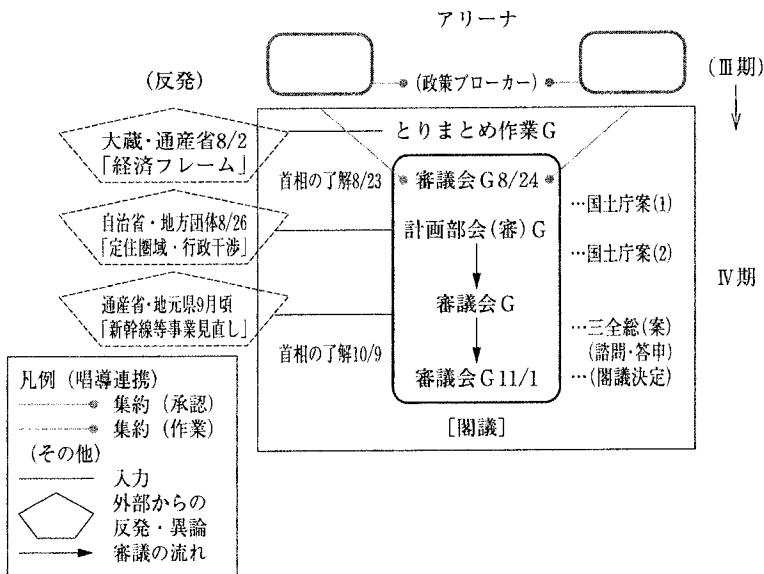 アリーナ
(反発)
(政策ブローカー)
(Ⅲ期)
大蔵・通産省8/2
「経済フレーム」
とりまとめ作業G
首相の了解8/23
審議会G8/24
…国土庁案(1)
自治省・地方団体8/26
「定住圏域・行政干渉」
計画部会(審)G
…国土庁案(2)
Ⅳ期
通産省・地元県9月頃
「新幹線等事業見直し」
審議会G
首相の了解10/9
…三全総(案)
(諮問・答申)
審議会G11/1
…(閣議決定)
[閣議]
凡例(唱導連携)
集約(承認)
集約(作業)
(その他)
入力
外部からの
反発・異論
審議の流れ